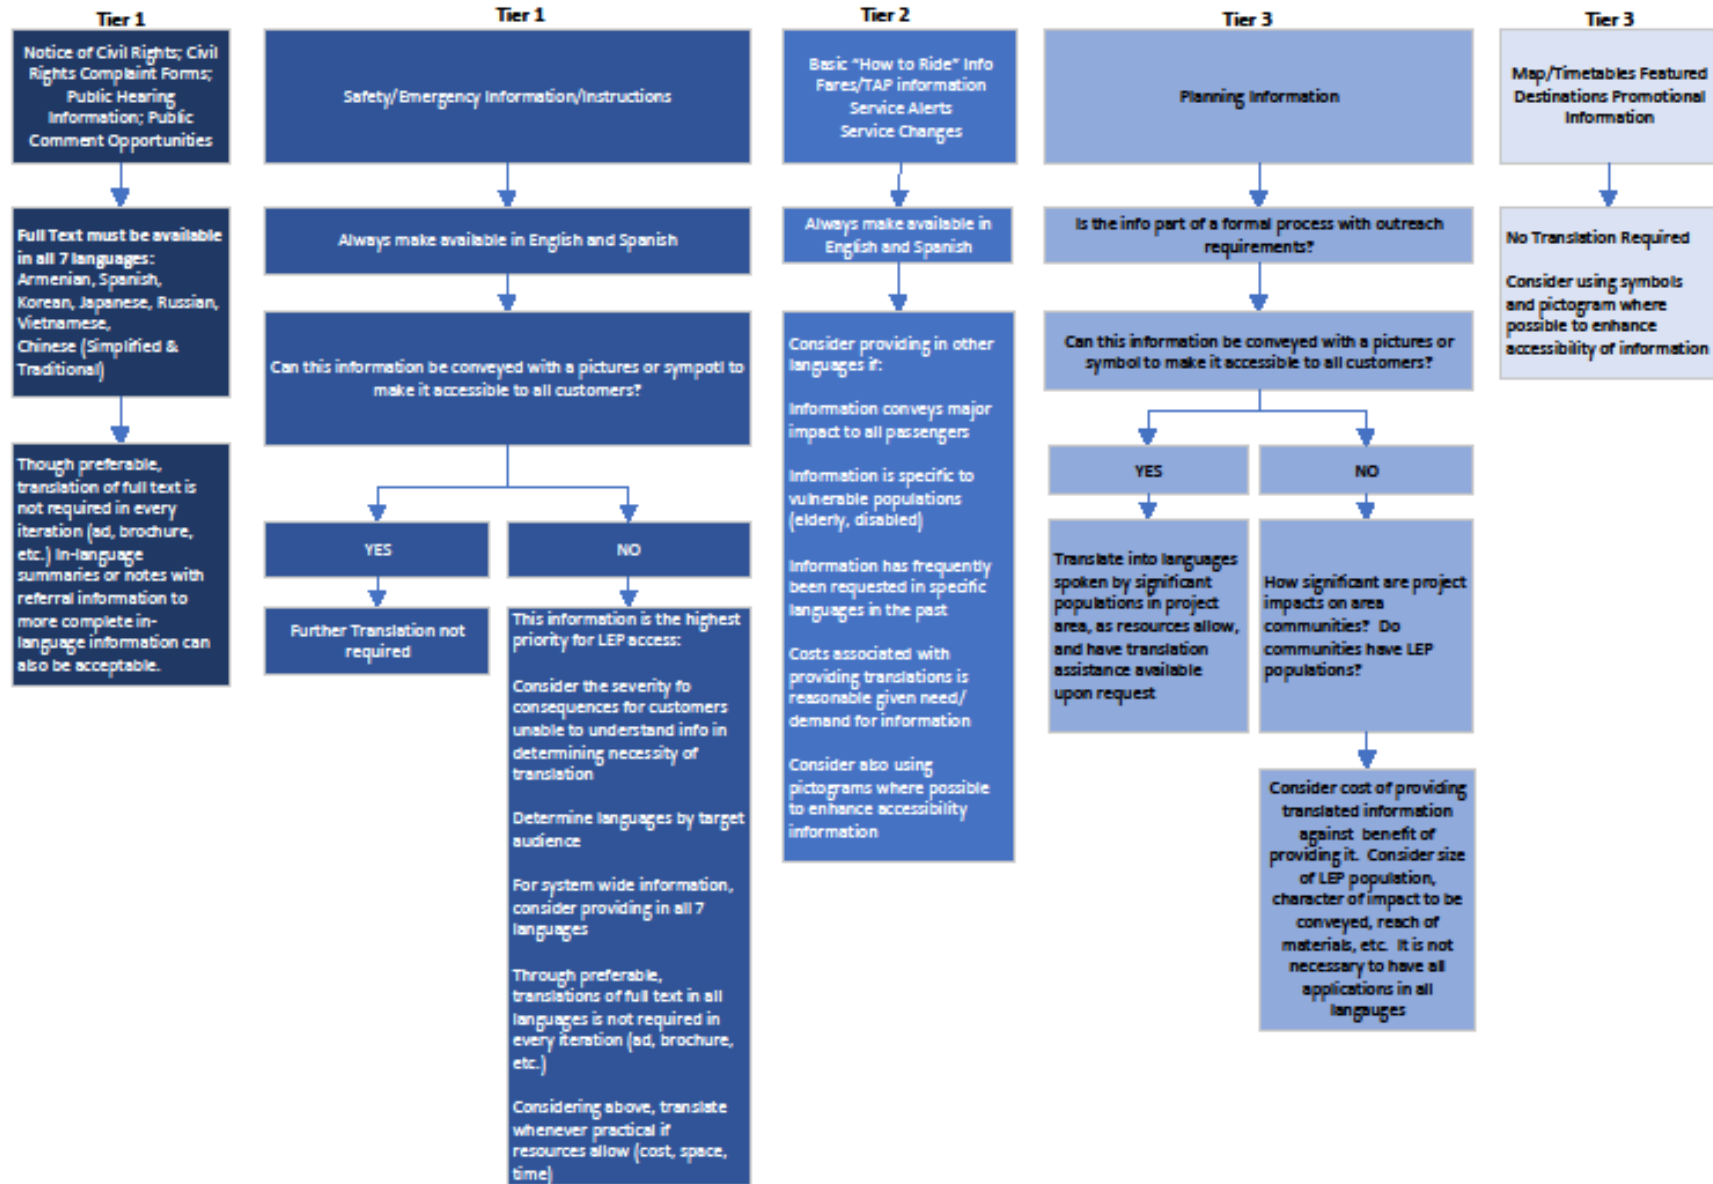 Tier 1
Notice of Civil Rights; Civil
Rights Complaint Forms;
Public Hearing
Information; Public
Comment Opportunities
Full Text must be available
in all 7 languages:
Armenian, Spanish,
Korean, Japanese, Russian,
Vietnamese,
Chinese (Simplified &
Traditional)
Though preferable,
translation of full text is
not required in every
iteration (ad, brochure,
etc.) In-language
summaries or notes with
referral information to
more complete in-
language information can
also be acceptable.
Tier 1
Safety/Emergency Information/Instructions
Always make available in English and Spanish
Can this information be conveyed with a pictures or sympotl to
make it accessible to all customers?
YES
Further Translation not
required
NO
This information is the highest
priority for LEP access:
Consider the severity fo
consequences for customers
unable to understand info in
determining necessity of
translation
Determine languages by target
audience
For system wide information,
consider providing in all 7
languages
Through preferable,
translations of full text in all
languages is not required in
every iteration (ad, brochure,
etc.)
Considering above, translate
whenever practical if
resources allow (cost, space,
time)
Tier 2
Basic "How to Ride" Info
Fares/TAP information
Service Alerts
Service Changes
Always make available in
English and Spanish
Consider providing in other
languages if:
Information conveys major
impact to all passengers
Information is specific to
vulnerable populations
(elderly, disabled)
Information has frequently
been requested in specific
languages in the past
Costs associated with
providing translations is
reasonable given need/
demand for information
Consider also using
pictograms where possible
to enhance accessibility
information
Tier 3
Planning Information
Is the info part of a formal process with outreach
requirements?
Can this information be conveyed with a pictures or
symbol to make it accessible to all customers?
YES
Translate into languages
spoken by significant
populations in project
area, as resources allow,
and have translation
assistance available
upon request
NO
How significant are project
impacts on area
communities? Do
communities have LEP
populations?
Consider cost of providing
translated information
against benefit of
providing it. Consider size
of LEP population,
character of impact to be
conveyed, reach of
materials, etc. It is not
necessary to have all
applications in all
langauges
Tier 3
Map/Timetables Featured
Destinations Promotional
Information
No Translation Required
Consider using symbols
and pictogram where
possible to enhance
accessibility of information